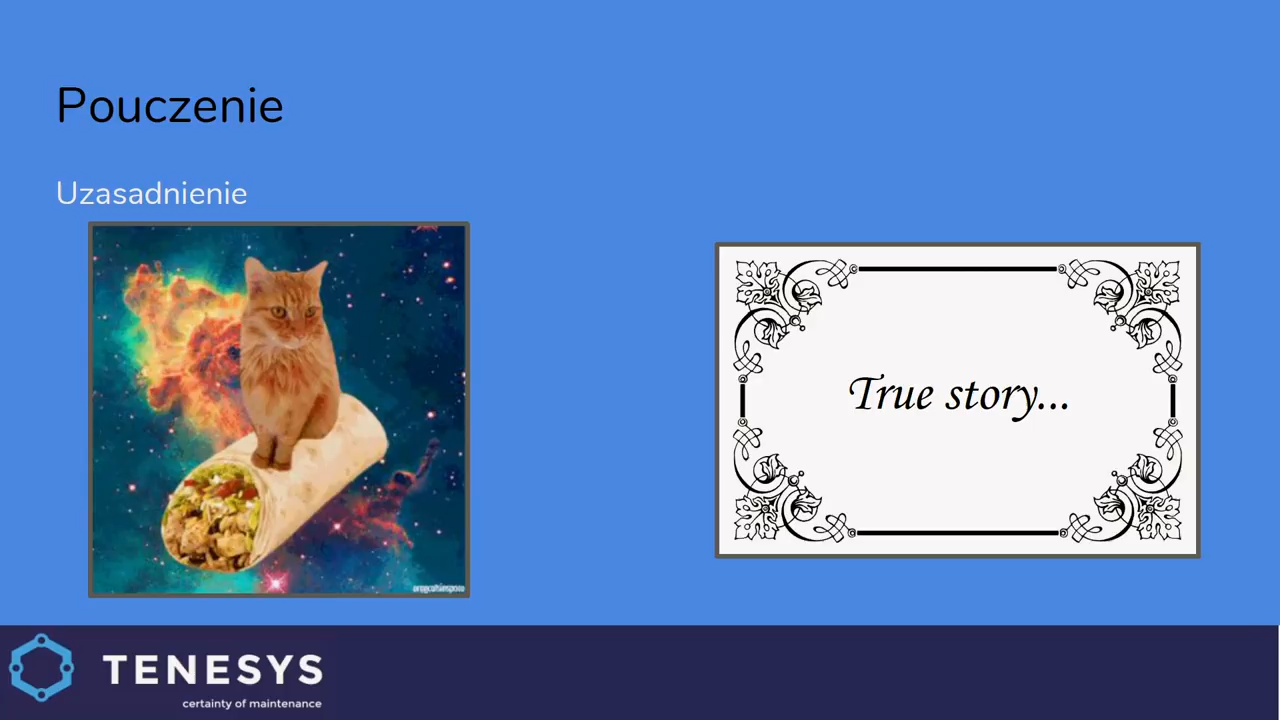 Pouczenie
Uzasadnienie
True story...
TENESYS
certainty of maintenance